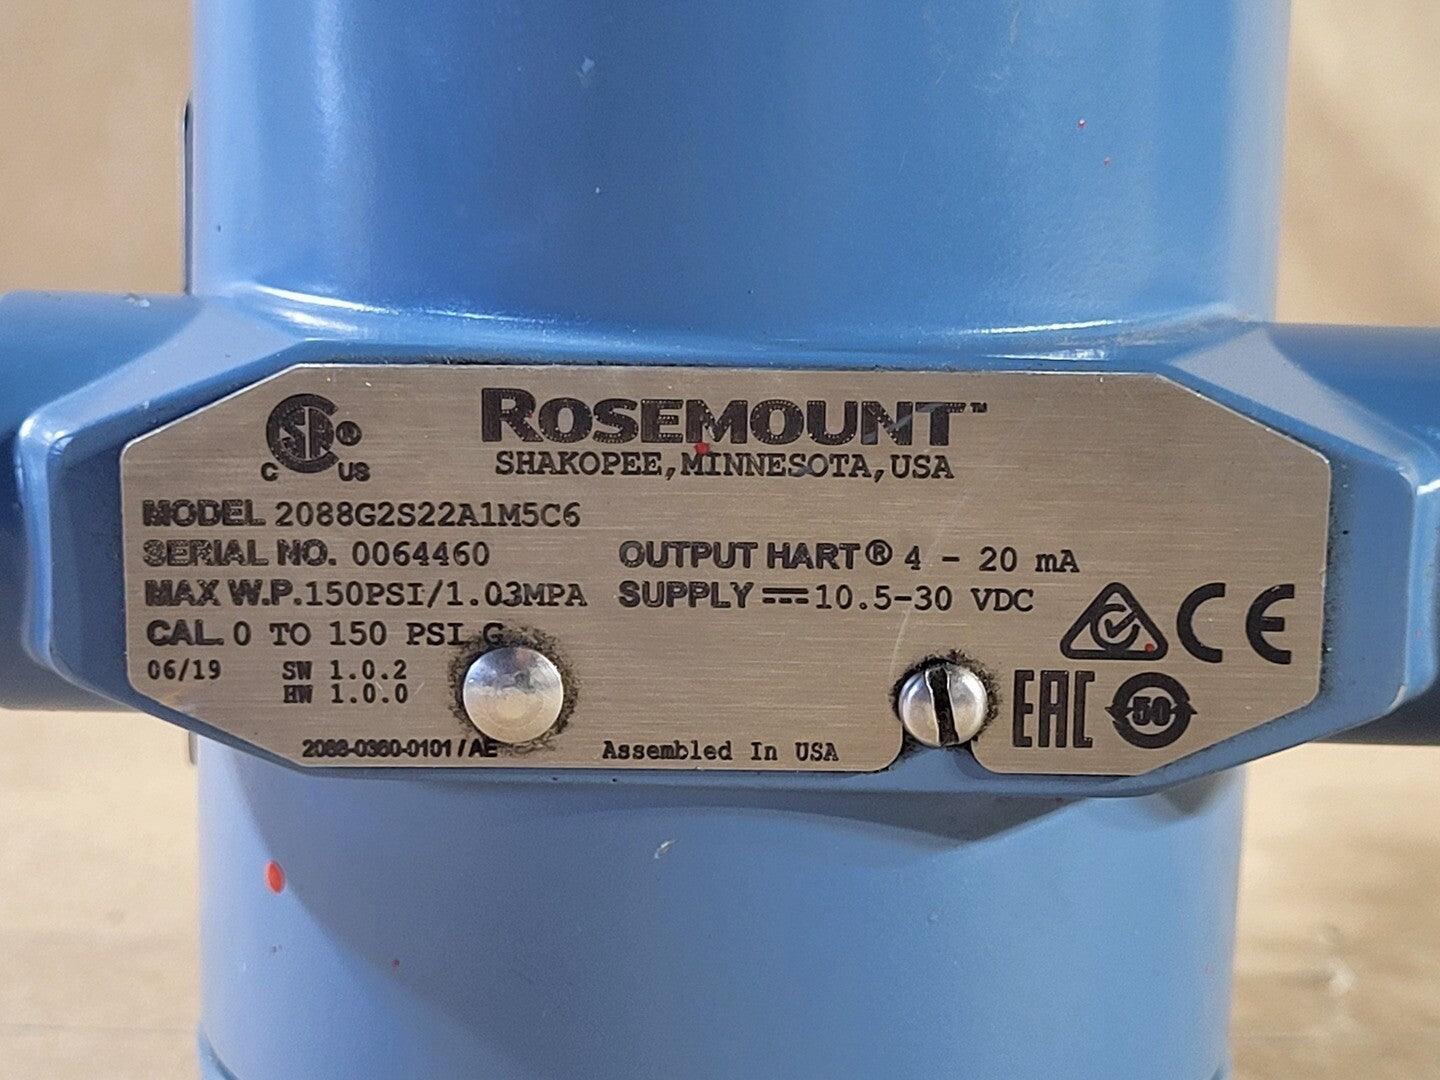 ROSEMOUNT™
SHAKOPEE, MINNESOTA, USA
C SA ® US
MODEL 2088G2S22A1M5C6
SERIAL NO. 0064460
OUTPUT HART® 4 - 20 mA
MAX W.P. 150PSI/1.03MPA
SUPPLY ⎓ 10.5-30 VDC
CAL. 0 TO 150 PSI G
06/19 SW 1.0.2
HW 1.0.0
CE
EAC 50
2088-0360-0101 / AE
Assembled In USA